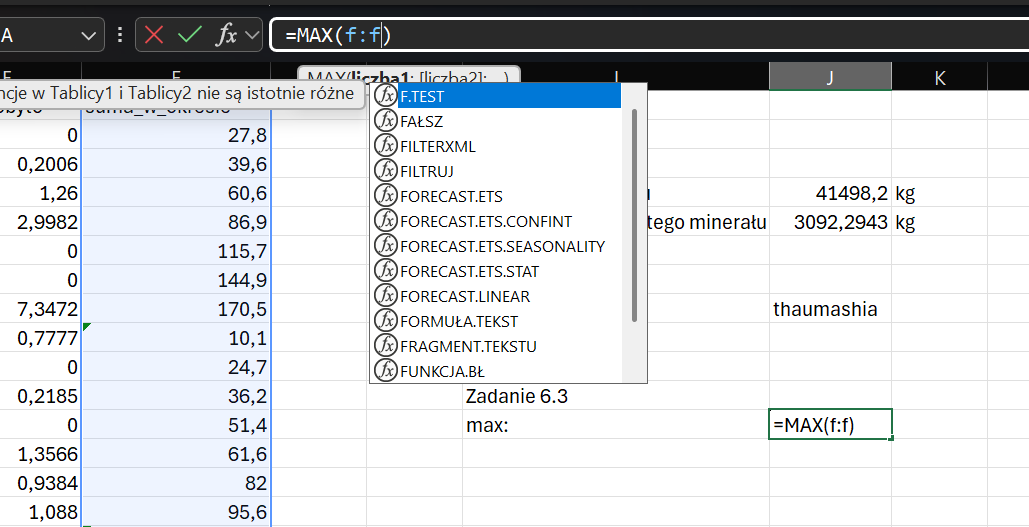 A
fx
=MAX(f:f)
MAX(liczba1; [liczba2]; ...)
J K
ncje w Tablicy1 i Tablicy2 nie są istotnie różne
F.TEST
FAŁSZ
FILTERXML
FILTRUJ
FORECAST.ETS
FORECAST.ETS.CONFINT
FORECAST.ETS.SEASONALITY
FORECAST.ETS.STAT
FORECAST.LINEAR
FORMUŁA.TEKST
FRAGMENT.TEKSTU
FUNKCJA.BŁ
0 27,8
0,2006 39,6
1,26 60,6 41498,2 kg
2,9982 86,9 tego minerału 3092,2943 kg
0 115,7
0 144,9
7,3472 170,5 thaumashia
0,7777 10,1
0 24,7
0,2185 36,2 Zadanie 6.3
0 51,4 max: =MAX(f:f)
1,3566 61,6
0,9384 82
1,088 95,6